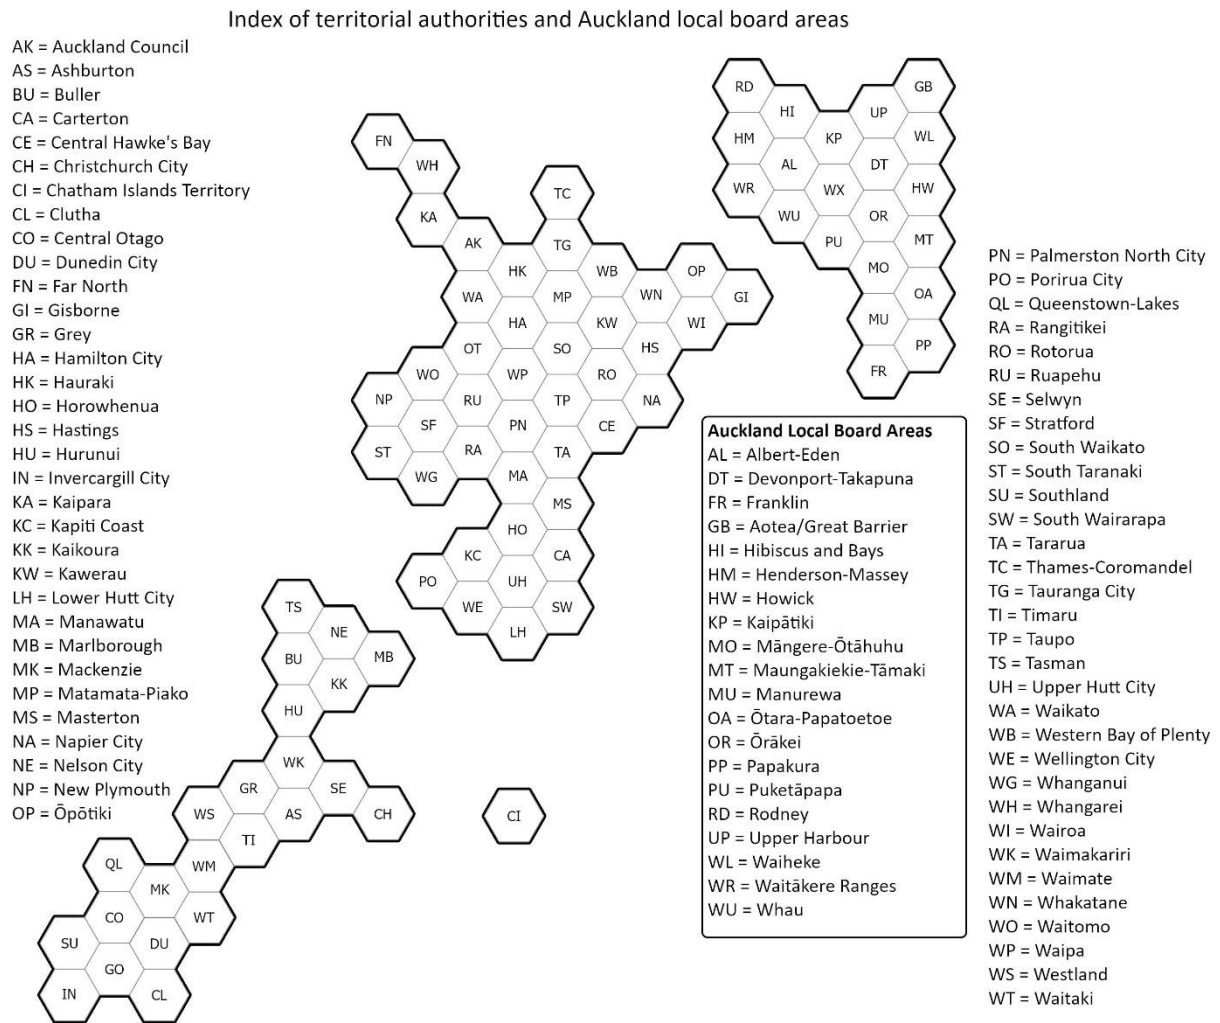 Index of territorial authorities and Auckland local board areas
AK = Auckland Council
AS = Ashburton
BU = Buller
CA = Carterton
CE = Central Hawke's Bay
CH = Christchurch City
CI = Chatham Islands Territory
CL = Clutha
CO = Central Otago
DU = Dunedin City
FN = Far North
GI = Gisborne
GR = Grey
HA = Hamilton City
HK = Hauraki
HO = Horowhenua
HS = Hastings
HU = Hurunui
IN = Invercargill City
KA = Kaipara
KC = Kapiti Coast
KK = Kaikoura
KW = Kawerau
LH = Lower Hutt City
MA = Manawatu
MB = Marlborough
MK = Mackenzie
MP = Matamata-Piako
MS = Masterton
NA = Napier City
NE = Nelson City
NP = New Plymouth
OP = Ōpōtiki
FN
WH
TC
KA
AK
TG
HK
WB
OP
WA
MP
WN
GI
HA
KW
WI
OT
SO
HS
WO
WP
RO
NP
RU
TP
NA
SF
PN
CE
ST
RA
TA
WG
MA
MS
HO
KC
CA
PO
UH
WE
SW
LH
TS
NE
BU
MB
KK
HU
WK
GR
SE
WS
AS
CH
TI
CI
QL
WM
MK
CO
WT
SU
DU
GO
IN
CL
RD
GB
HI
UP
HM
KP
WL
AL
DT
WR
WX
HW
WU
OR
PU
MT
MO
OA
MU
PP
FR
Auckland Local Board Areas
AL = Albert-Eden
DT = Devonport-Takapuna
FR = Franklin
GB = Aotea/Great Barrier
HI = Hibiscus and Bays
HM = Henderson-Massey
HW = Howick
KP = Kaipātiki
MO = Māngere-Ōtāhuhu
MT = Maungakiekie-Tāmaki
MU = Manurewa
OA = Ōtara-Papatoetoe
OR = Ōrākei
PP = Papakura
PU = Puketāpapa
RD = Rodney
UP = Upper Harbour
WL = Waiheke
WR = Waitākere Ranges
WU = Whau
PN = Palmerston North City
PO = Porirua City
QL = Queenstown-Lakes
RA = Rangitikei
RO = Rotorua
RU = Ruapehu
SE = Selwyn
SF = Stratford
SO = South Waikato
ST = South Taranaki
SU = Southland
SW = South Wairarapa
TA = Tararua
TC = Thames-Coromandel
TG = Tauranga City
TI = Timaru
TP = Taupo
TS = Tasman
UH = Upper Hutt City
WA = Waikato
WB = Western Bay of Plenty
WE = Wellington City
WG = Whanganui
WH = Whangarei
WI = Wairoa
WK = Waimakariri
WM = Waimate
WN = Whakatane
WO = Waitomo
WP = Waipa
WS = Westland
WT = Waitaki